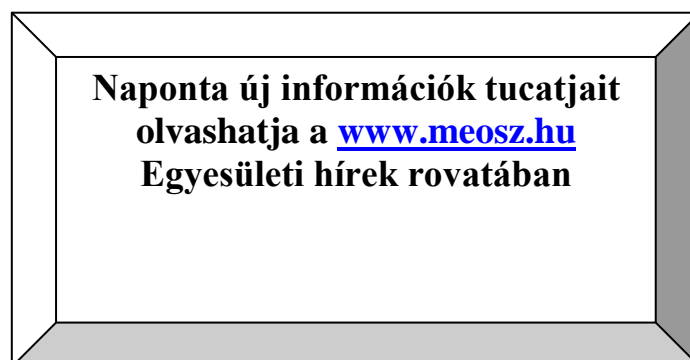 Naponta új információk tucatjait
olvashatja a www.meosz.hu
Egyesületi hírek rovatában